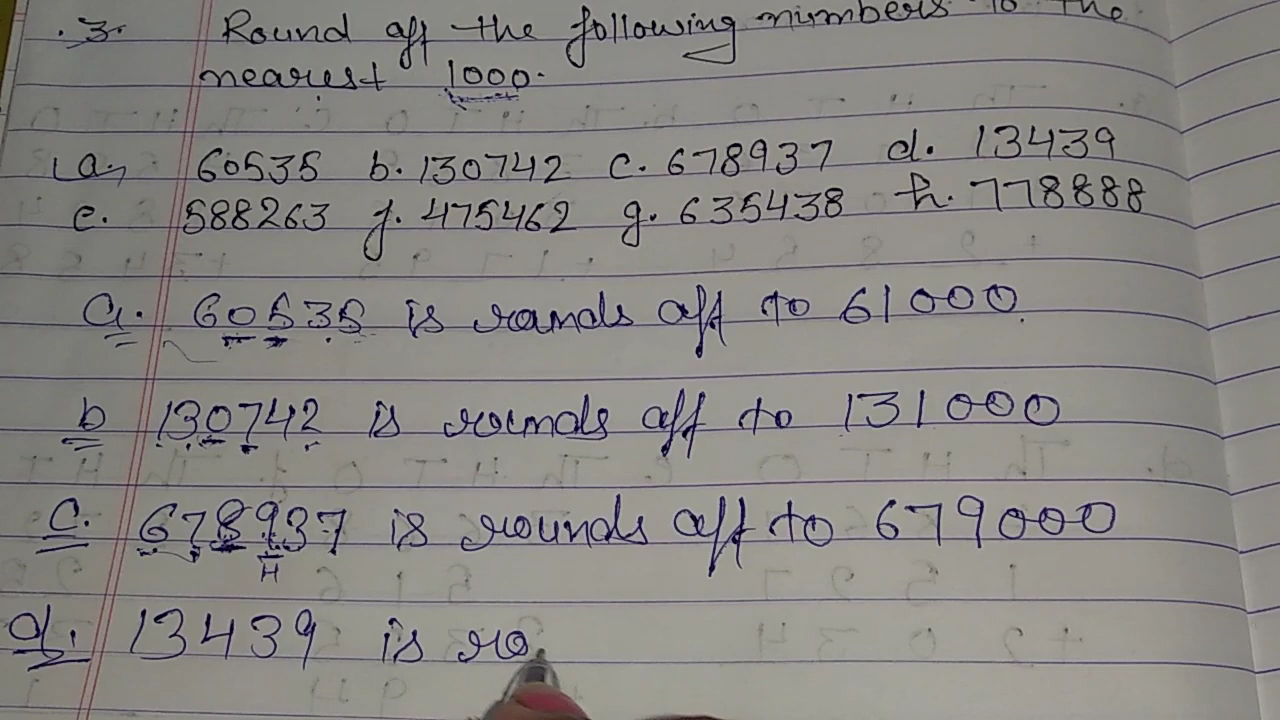 3. Round off the following numbers to the
nearest 1000.
a, 60535 b. 130742 c. 678937 d. 13439
e. 588263 f. 475462 g. 635438 h. 778888
a. 60535 is rounds off to 61000.
b 130742 is rounds off to 131000
c. 678937 is rounds off to 679000
H
d. 13439 is ro